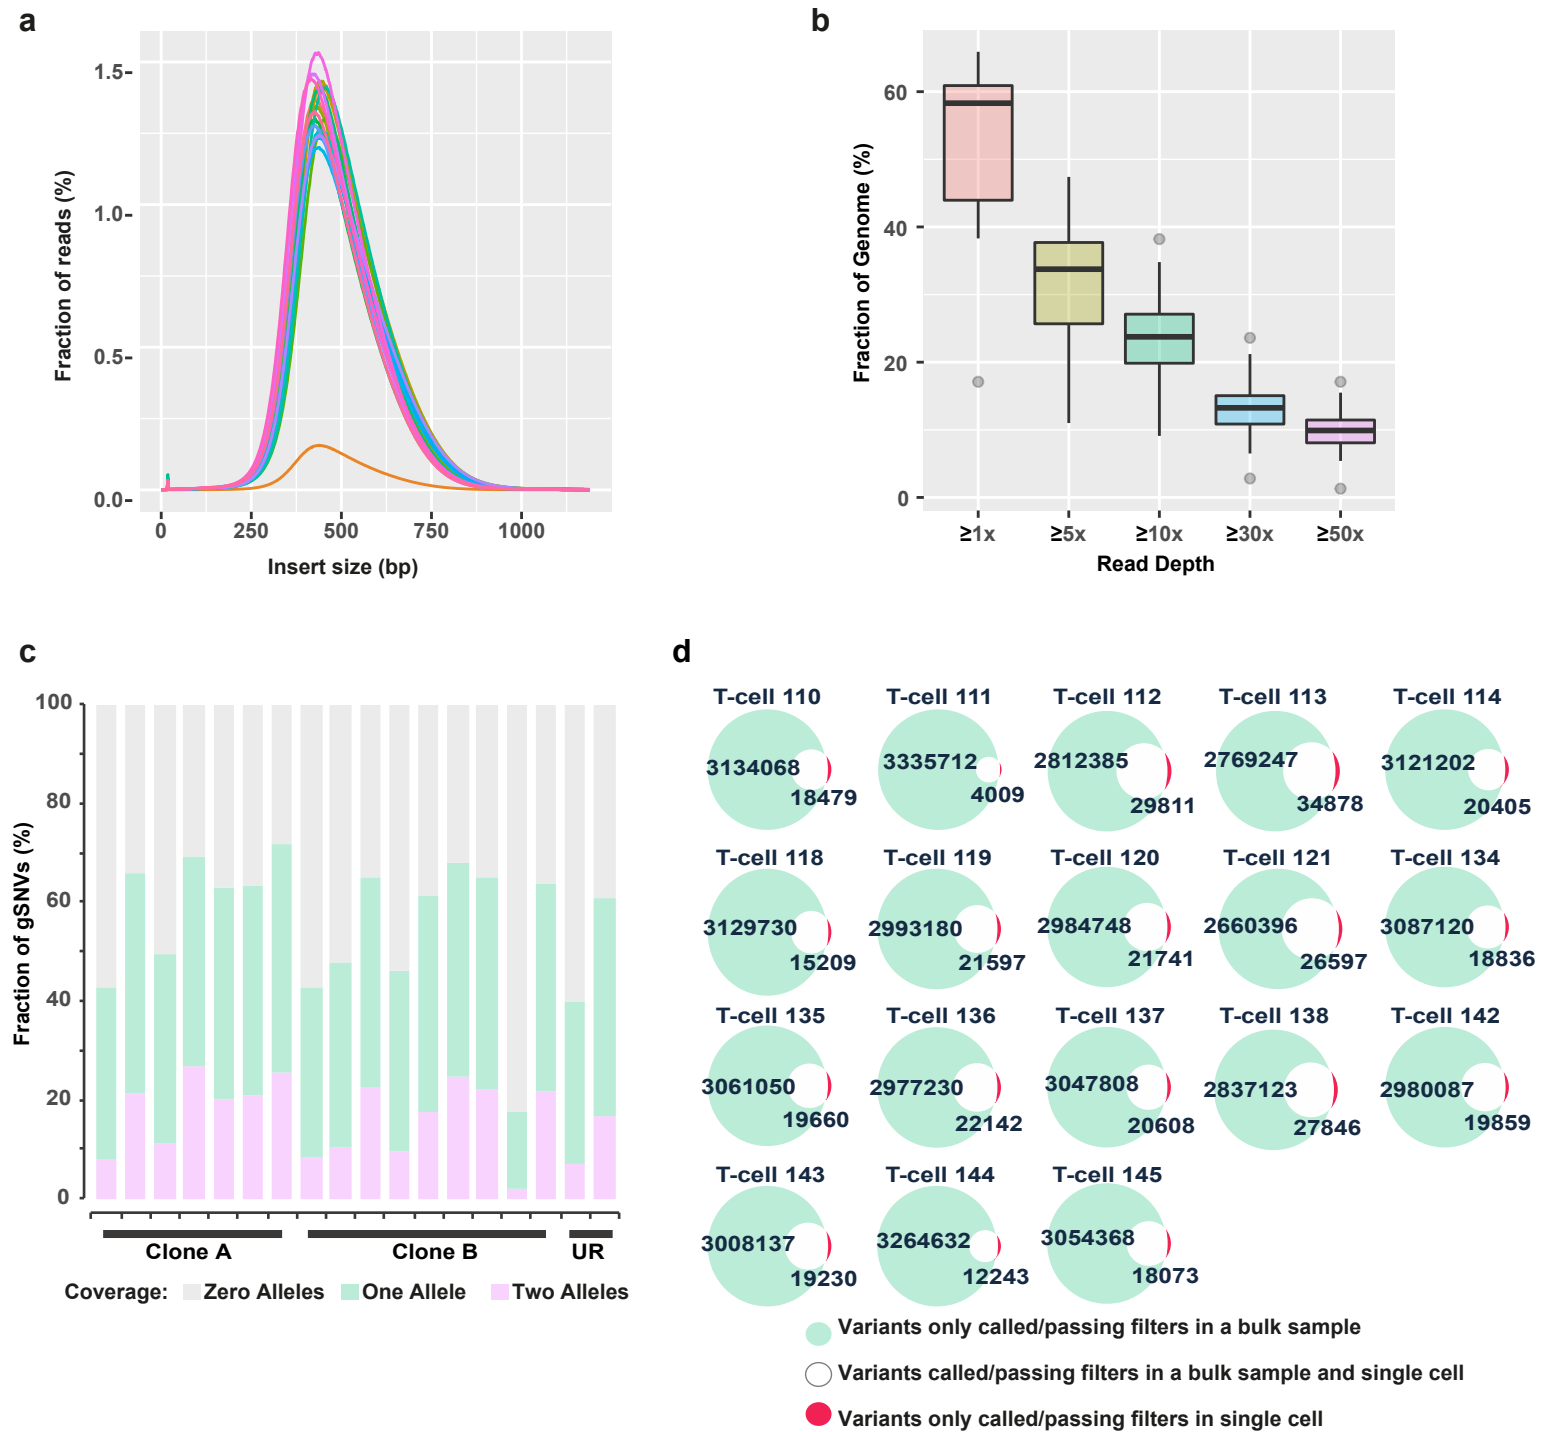 a
Fraction of reads (%)
1.5-
1.0-
0.5-
0.0-
0 250 500 750 1000
Insert size (bp)
b
Fraction of Genome (%)
60
40
20
0
≥1x ≥5x ≥10x ≥30x ≥50x
Read Depth
c
Fraction of gSNVs (%)
100
80
60
40
20
0
Clone A Clone B UR
Coverage: Zero Alleles One Allele Two Alleles
d
T-cell 110 T-cell 111 T-cell 112 T-cell 113 T-cell 114
3134068 3335712 2812385 2769247 3121202
18479 4009 29811 34878 20405
T-cell 118 T-cell 119 T-cell 120 T-cell 121 T-cell 134
3129730 2993180 2984748 2660396 3087120
15209 21597 21741 26597 18836
T-cell 135 T-cell 136 T-cell 137 T-cell 138 T-cell 142
3061050 2977230 3047808 2837123 2980087
19660 22142 20608 27846 19859
T-cell 143 T-cell 144 T-cell 145
3008137 3264632 3054368
19230 12243 18073
Variants only called/passing filters in a bulk sample
Variants called/passing filters in a bulk sample and single cell
Variants only called/passing filters in single cell